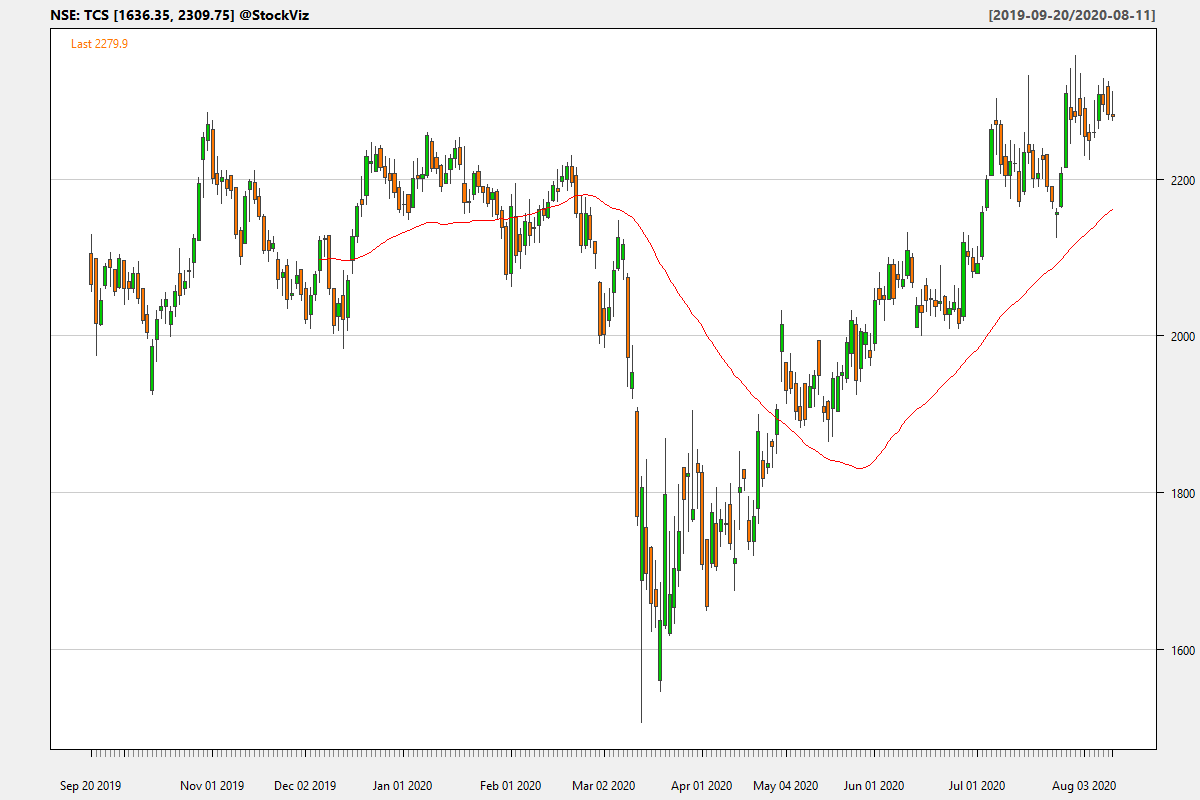 NSE: TCS [1636.35, 2309.75] @StockViz [2019-09-20/2020-08-11]
Last 2279.9
2200
2000
1800
1600
Sep 20 2019 Nov 01 2019 Dec 02 2019 Jan 01 2020 Feb 01 2020 Mar 02 2020 Apr 01 2020 May 04 2020 Jun 01 2020 Jul 01 2020 Aug 03 2020